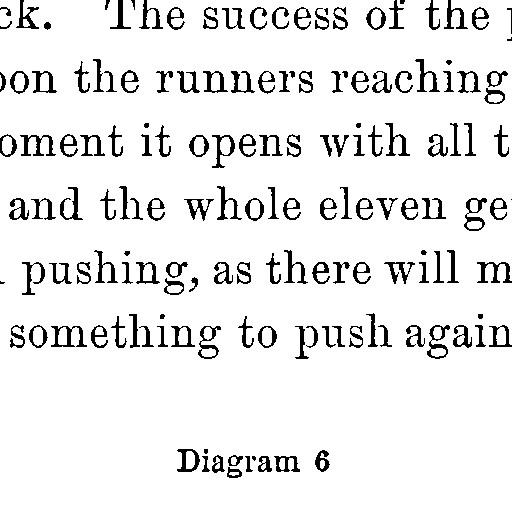 ck. The success of the
pon the runners reaching
oment it opens with all t
and the whole eleven ge
pushing, as there will m
something to push again
Diagram 6